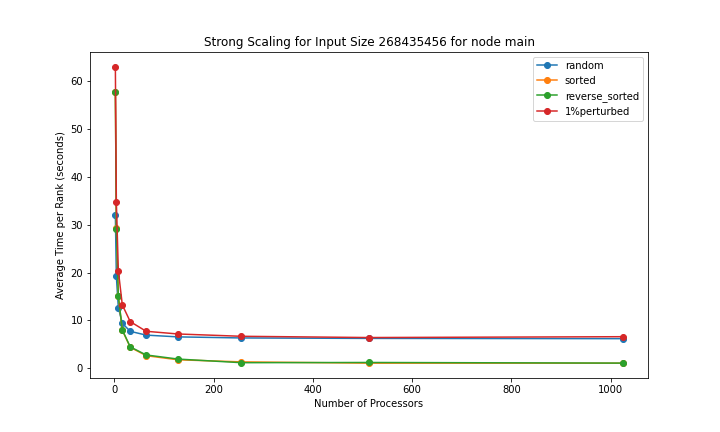 Strong Scaling for Input Size 268435456 for node main
random
sorted
reverse_sorted
1%perturbed
Average Time per Rank (seconds)
60
50
40
30
20
10
0
0 200 400 600 800 1000
Number of Processors